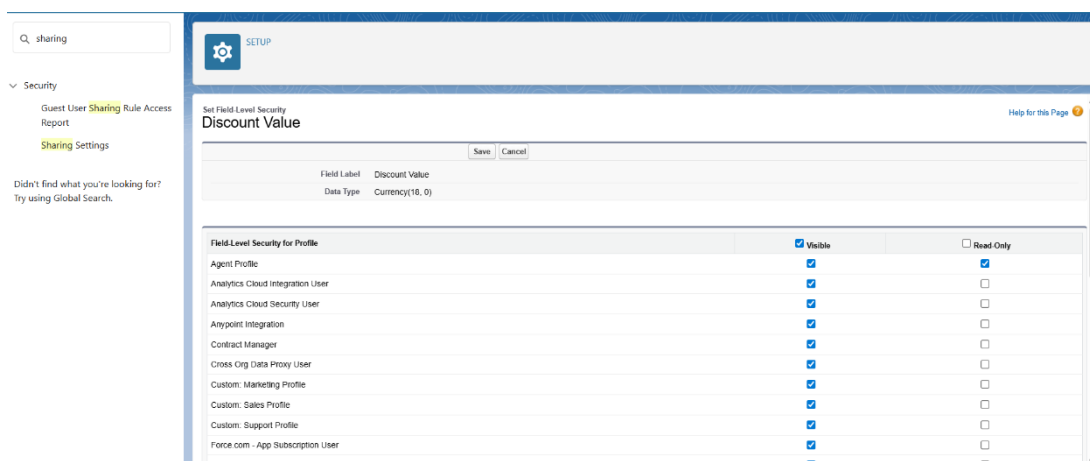 sharing
Security
Guest User Sharing Rule Access
Report
Sharing Settings
Didn't find what you're looking for?
Try using Global Search.
SETUP
Set Field-Level Security
Discount Value
Help for this Page
Save Cancel
Field Label Discount Value
Data Type Currency(18, 0)
Field-Level Security for Profile Visible Read-Only
Agent Profile
Analytics Cloud Integration User
Analytics Cloud Security User
Anypoint Integration
Contract Manager
Cross Org Data Proxy User
Custom: Marketing Profile
Custom: Sales Profile
Custom: Support Profile
Force.com - App Subscription User